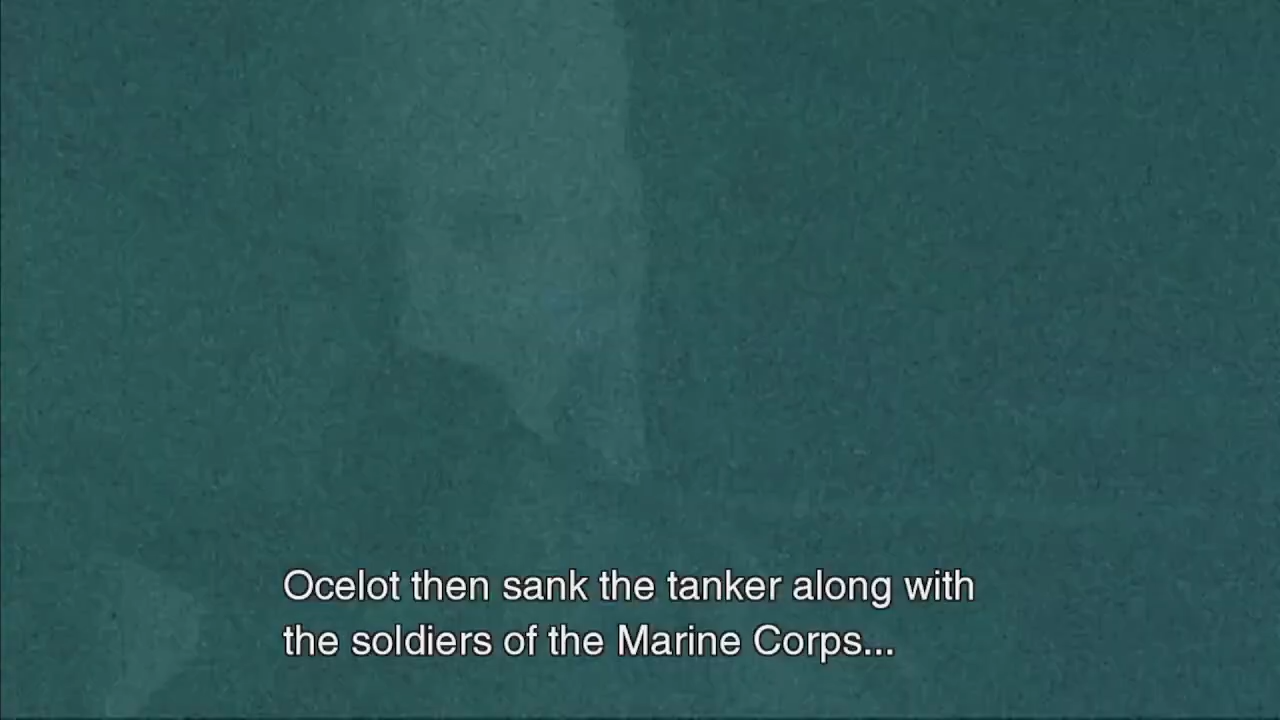 Ocelot then sank the tanker along with
the soldiers of the Marine Corps...